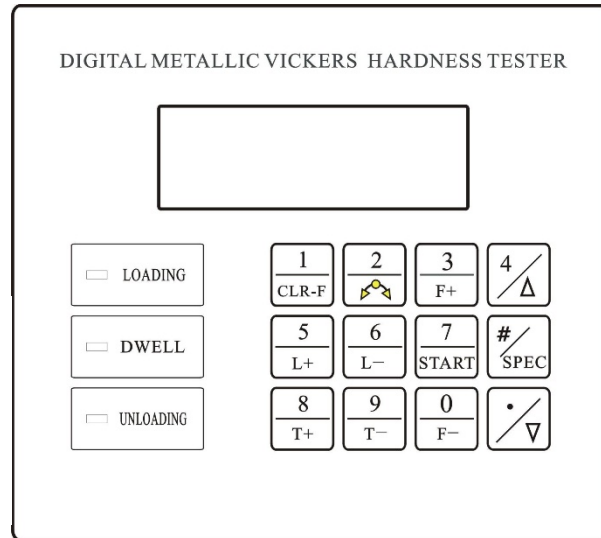 DIGITAL METALLIC VICKERS HARDNESS TESTER
LOADING
DWELL
UNLOADING
1 2 3 4
CLR-F F+ Δ
5 6 7 #
L+ L− START SPEC
8 9 0 .
T+ T− F− ∇